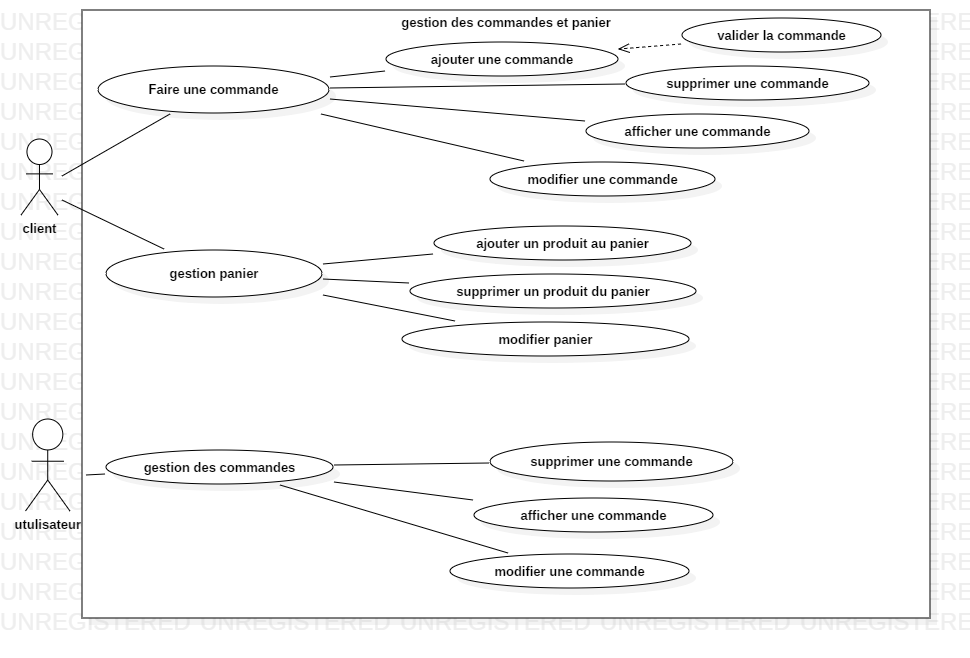 gestion des commandes et panier
valider la commande
ajouter une commande
Faire une commande
supprimer une commande
afficher une commande
modifier une commande
client
ajouter un produit au panier
gestion panier
supprimer un produit du panier
modifier panier
gestion des commandes
supprimer une commande
utulisateur
afficher une commande
modifier une commande
UNREGISTERED UNREGISTERED UNREGISTERED UNREGISTERED UNREGISTERED